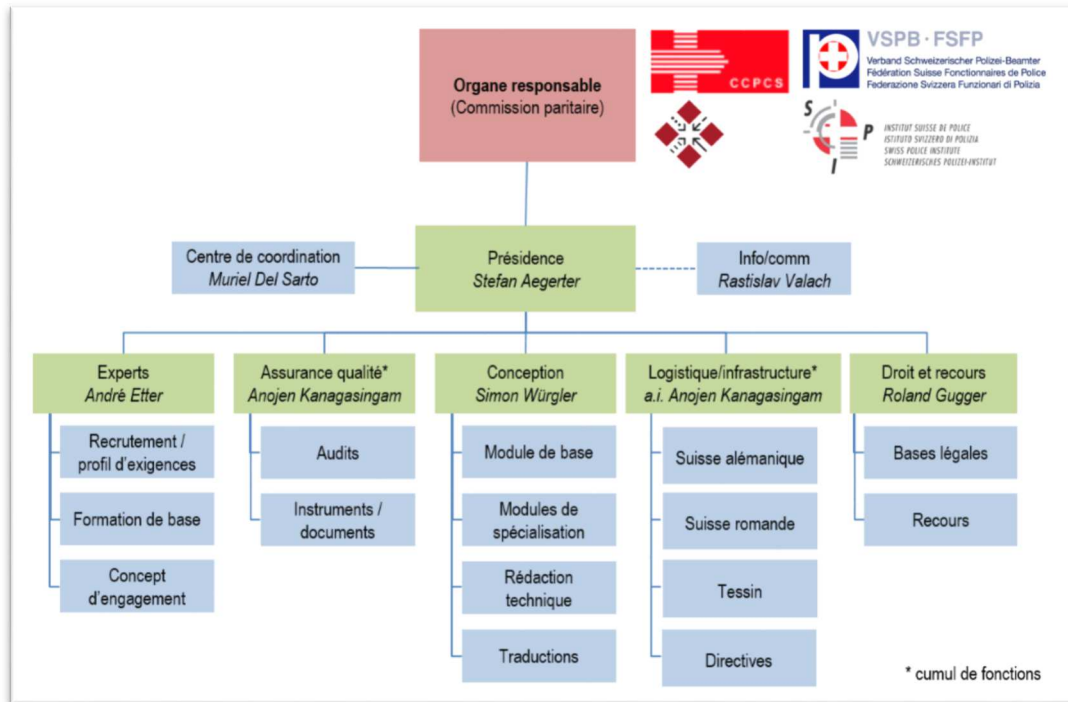 Organe responsable
(Commission paritaire)
CCPCS
VSPB · FSFP
Verband Schweizerischer Polizei-Beamter
Fédération Suisse Fonctionnaires de Police
Federazione Svizzera Funzionari di Polizia
S P I
INSTITUT SUISSE DE POLICE
ISTITUTO SVIZZERO DI POLIZIA
SWISS POLICE INSTITUTE
SCHWEIZERISCHES POLIZEI-INSTITUT
Centre de coordination
Muriel Del Sarto
Présidence
Stefan Aegerter
Info/comm
Rastislav Valach
Experts
André Etter
Recrutement /
profil d'exigences
Formation de base
Concept
d'engagement
Assurance qualité*
Anojen Kanagasingam
Audits
Instruments /
documents
Conception
Simon Würgler
Module de base
Modules de
spécialisation
Rédaction
technique
Traductions
Logistique/infrastructure*
a.i. Anojen Kanagasingam
Suisse alémanique
Suisse romande
Tessin
Directives
Droit et recours
Roland Gugger
Bases légales
Recours
* cumul de fonctions